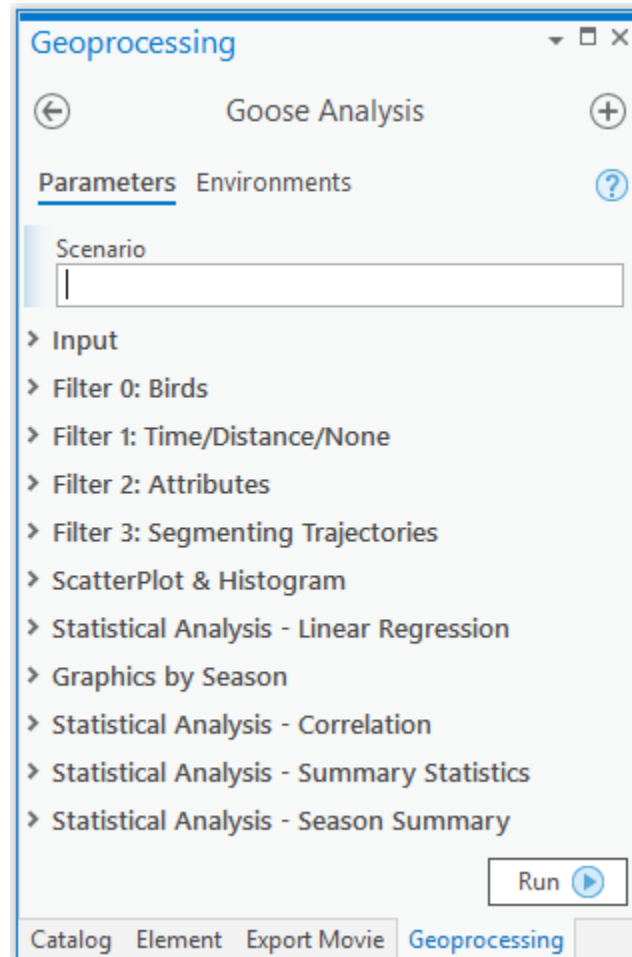 Geoprocessing
Goose Analysis
Parameters Environments
Scenario
Input
Filter 0: Birds
Filter 1: Time/Distance/None
Filter 2: Attributes
Filter 3: Segmenting Trajectories
ScatterPlot & Histogram
Statistical Analysis - Linear Regression
Graphics by Season
Statistical Analysis - Correlation
Statistical Analysis - Summary Statistics
Statistical Analysis - Season Summary
Run
Catalog Element Export Movie Geoprocessing